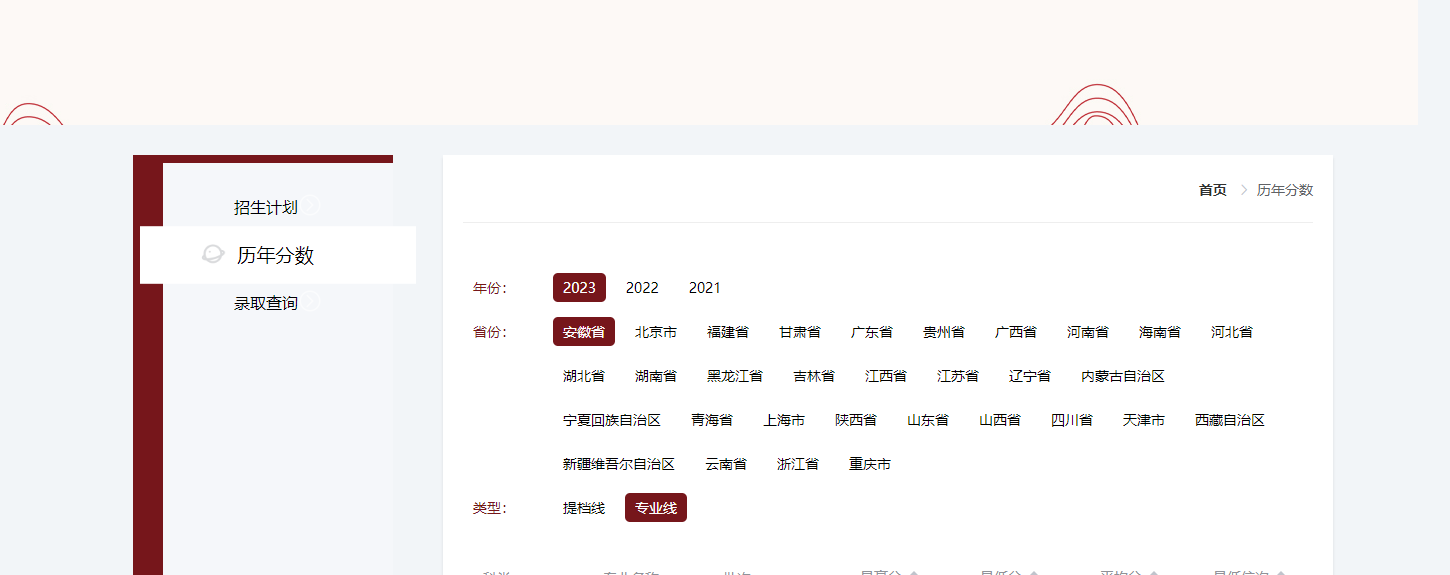 首页 > 历年分数
招生计划
历年分数
录取查询
年份： 2023 2022 2021
省份： 安徽省 北京市 福建省 甘肃省 广东省 贵州省 广西省 河南省 海南省 河北省
湖北省 湖南省 黑龙江省 吉林省 江西省 江苏省 辽宁省 内蒙古自治区
宁夏回族自治区 青海省 上海市 陕西省 山东省 山西省 四川省 天津市 西藏自治区
新疆维吾尔自治区 云南省 浙江省 重庆市
类型： 提档线 专业线